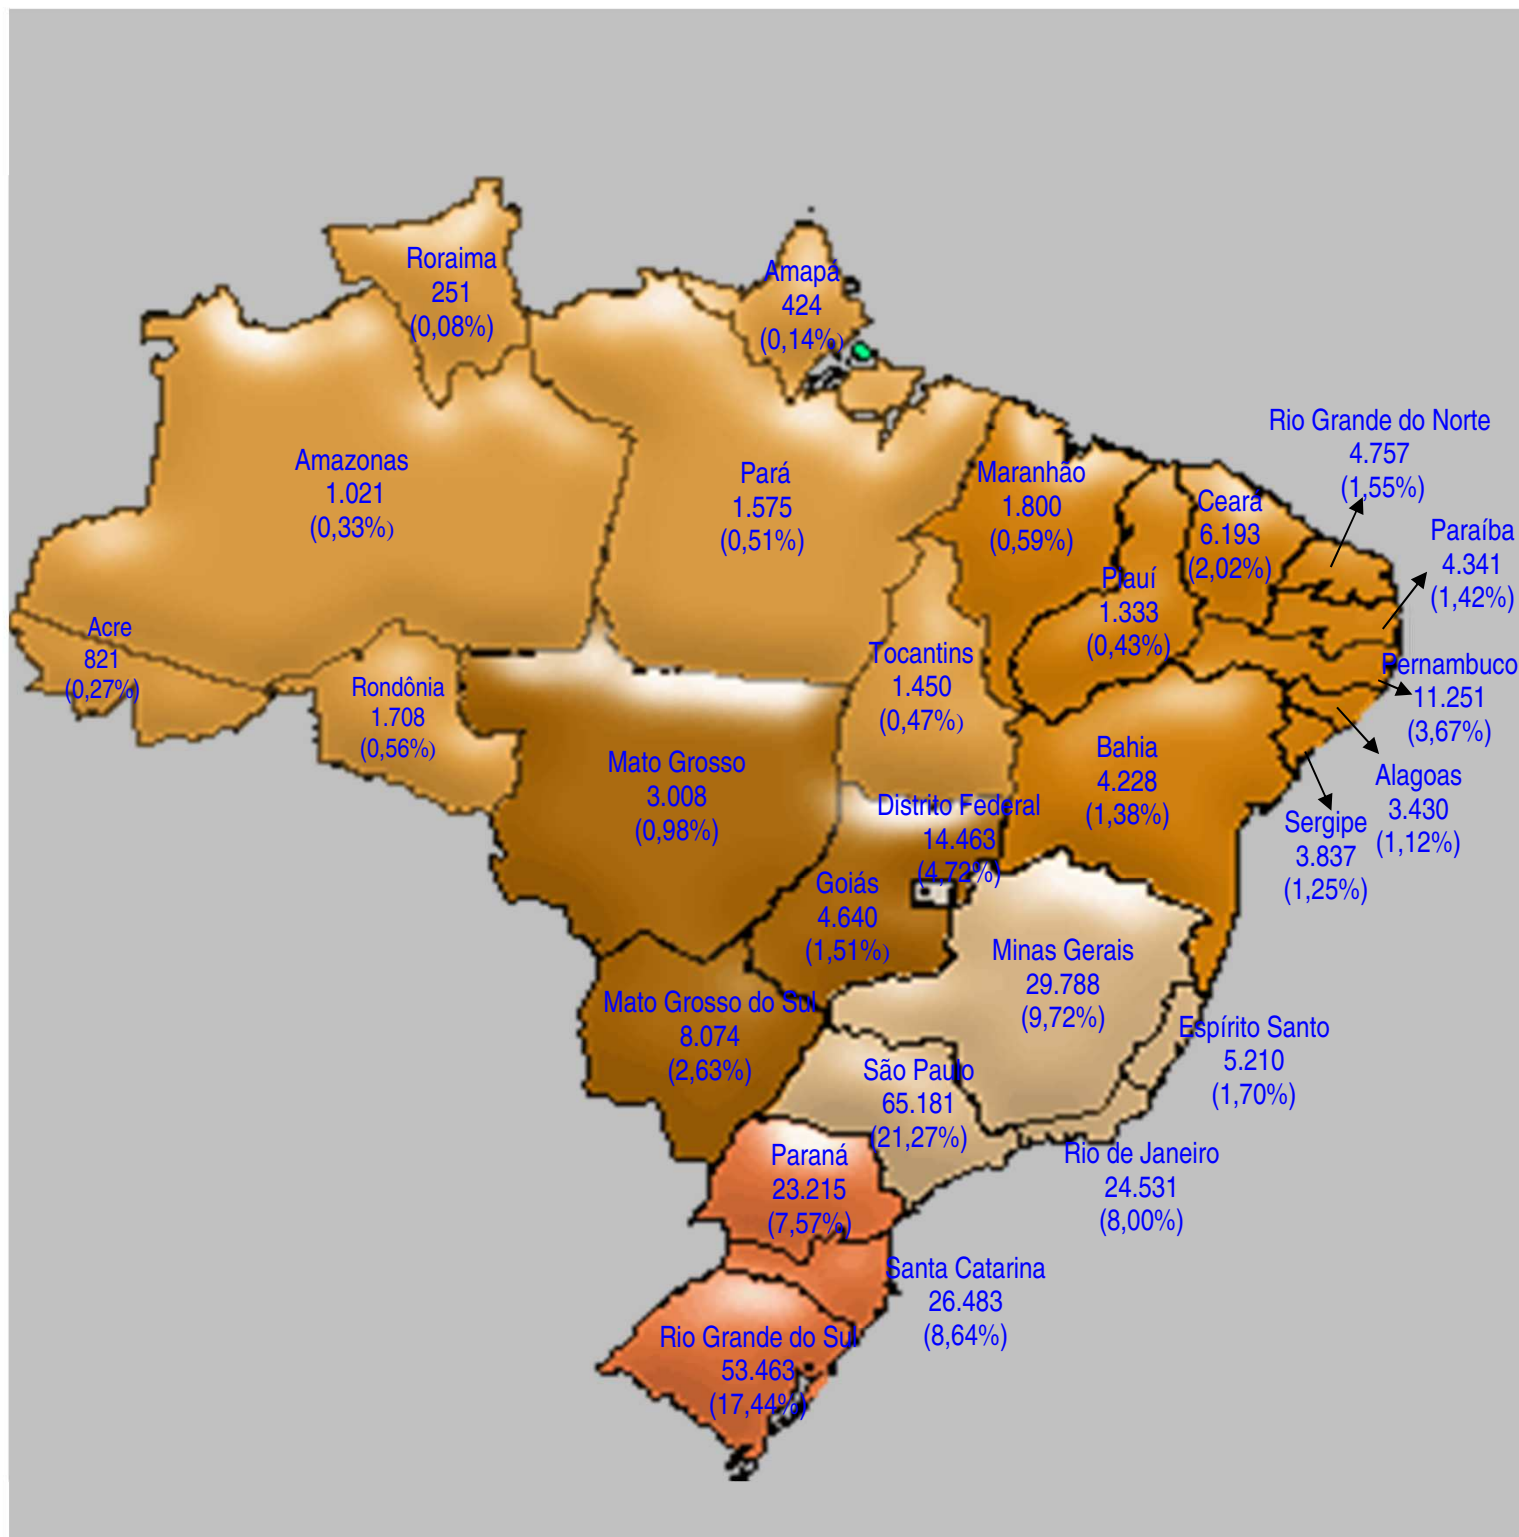 Roraima
251
(0,08%)
Amapá
424
(0,14%)
Rio Grande do Norte
4.757
(1,55%)
Amazonas
1.021
(0,33%)
Pará
1.575
(0,51%)
Maranhão
1.800
(0,59%)
Ceará
6.193
(2,02%)
Paraíba
4.341
(1,42%)
Piauí
1.333
(0,43%)
Acre
821
(0,27%)
Rondônia
1.708
(0,56%)
Tocantins
1.450
(0,47%)
Pernambuco
11.251
(3,67%)
Mato Grosso
3.008
(0,98%)
Bahia
4.228
(1,38%)
Alagoas
3.430
(1,12%)
Sergipe
3.837
(1,25%)
Distrito Federal
14.463
(4,72%)
Goiás
4.640
(1,51%)
Minas Gerais
29.788
(9,72%)
Mato Grosso do Sul
8.074
(2,63%)
Espírito Santo
5.210
(1,70%)
São Paulo
65.181
(21,27%)
Rio de Janeiro
24.531
(8,00%)
Paraná
23.215
(7,57%)
Santa Catarina
26.483
(8,64%)
Rio Grande do Sul
53.463
(17,44%)